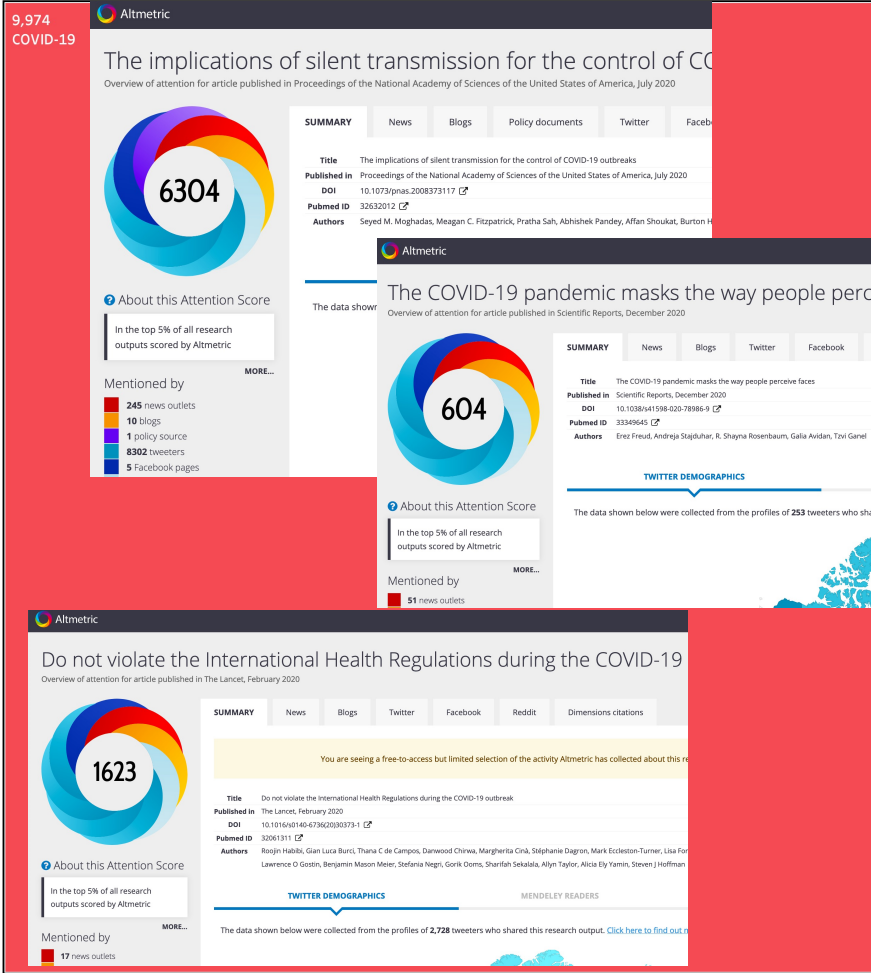 9,974
COVID-19
Altmetric
The implications of silent transmission for the control of CO
Overview of attention for article published in Proceedings of the National Academy of Sciences of the United States of America, July 2020
6304
SUMMARY News Blogs Policy documents Twitter Faceb
Title The implications of silent transmission for the control of COVID-19 outbreaks
Published in Proceedings of the National Academy of Sciences of the United States of America, July 2020
DOI 10.1073/pnas.2008373117
Pubmed ID 32632012
Authors Seyed M. Moghadas, Meagan C. Fitzpatrick, Pratha Sah, Abhishek Pandey, Affan Shoukat, Burton H
? About this Attention Score
In the top 5% of all research
outputs scored by Altmetric
MORE...
Mentioned by
245 news outlets
10 blogs
1 policy source
8302 tweeters
5 Facebook pages
The data shown
Altmetric
The COVID-19 pandemic masks the way people perc
Overview of attention for article published in Scientific Reports, December 2020
604
SUMMARY News Blogs Twitter Facebook
Title The COVID-19 pandemic masks the way people perceive faces
Published in Scientific Reports, December 2020
DOI 10.1038/s41598-020-78986-9
Pubmed ID 33349645
Authors Erez Freud, Andreja Stajduhar, R. Shayna Rosenbaum, Galia Avidan, Tzvi Ganel
TWITTER DEMOGRAPHICS
The data shown below were collected from the profiles of 253 tweeters who sha
? About this Attention Score
In the top 5% of all research
outputs scored by Altmetric
MORE...
Mentioned by
51 news outlets
Altmetric
Do not violate the International Health Regulations during the COVID-19
Overview of attention for article published in The Lancet, February 2020
1623
SUMMARY News Blogs Twitter Facebook Reddit Dimensions citations
You are seeing a free-to-access but limited selection of the activity Altmetric has collected about this re
Title Do not violate the International Health Regulations during the COVID-19 outbreak
Published in The Lancet, February 2020
DOI 10.1016/s0140-6736(20)30373-1
Pubmed ID 32061311
Authors Roojin Habibi, Gian Luca Burci, Thana C de Campos, Danwood Chirwa, Margherita Cinà, Stéphanie Dagron, Mark Eccleston-Turner, Lisa For
Lawrence O Gostin, Benjamin Mason Meier, Stefania Negri, Gorik Ooms, Sharifah Sekalala, Allyn Taylor, Alicia Ely Yamin, Steven J Hoffman
? About this Attention Score
In the top 5% of all research
outputs scored by Altmetric
MORE...
Mentioned by
17 news outlets
TWITTER DEMOGRAPHICS MENDELEY READERS
The data shown below were collected from the profiles of 2,728 tweeters who shared this research output. Click here to find out n